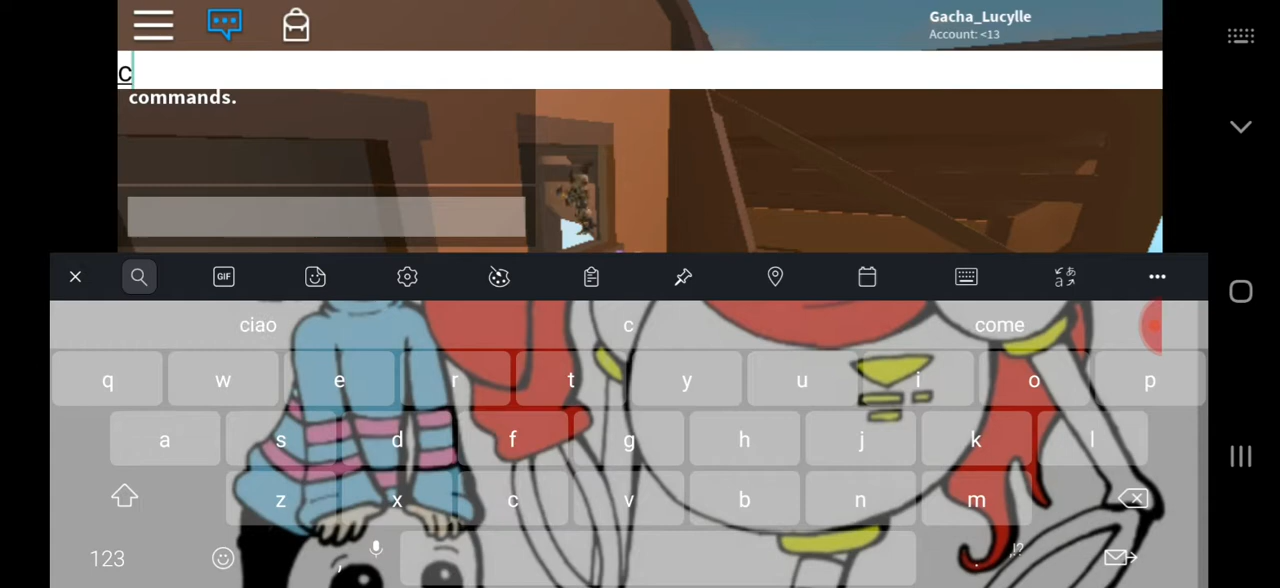 Gacha_Lucylle
Account: <13
c
commands.
GIF
ciao c come
q w e r t y u i o p
a s d f g h j k l
z x c v b n m
123 , . ,!?